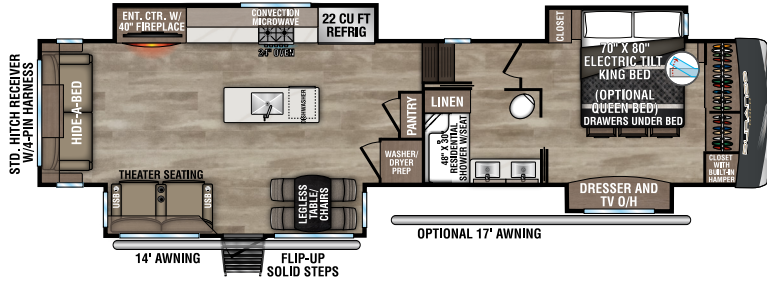 STD. HITCH RECEIVER
W/4-PIN HARNESS
HIDE-A-BED
ENT. CTR. W/
40" FIREPLACE
CONVECTION
MICROWAVE
24" OVEN
22 CU FT
REFRIG
DISHWASHER
THEATER SEATING
USB
USB
LEGLESS
TABLE/
CHAIRS
14' AWNING
FLIP-UP
SOLID STEPS
PANTRY
LINEN
WASHER/
DRYER
PREP
48" X 30"
RESIDENTIAL
SHOWER W/SEAT
OPTIONAL 17' AWNING
CLOSET
70" X 80"
ELECTRIC TILT
KING BED
(OPTIONAL
QUEEN BED)
DRAWERS UNDER BED
DRESSER AND
TV O/H
CLOSET WITH
BUILT-IN
HAMPER
ELEVATION